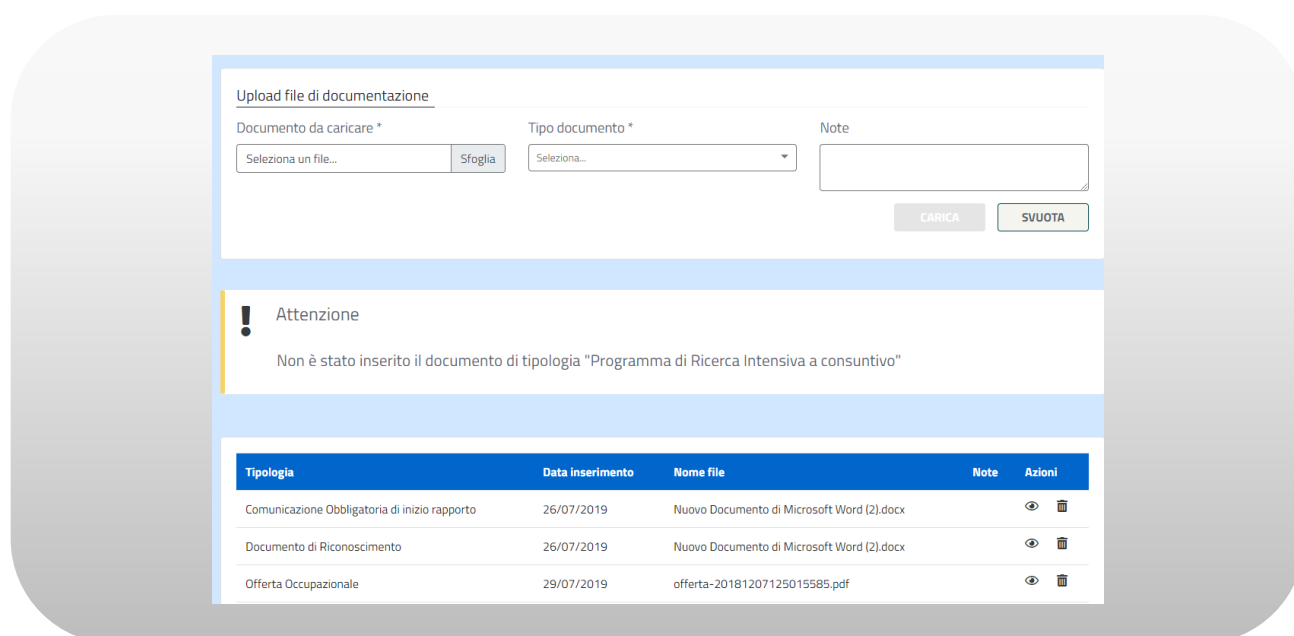 Upload file di documentazione
Documento da caricare * Tipo documento * Note
Seleziona un file... Sfoglia Seleziona...
CARICA SVUOTA
Attenzione
Non è stato inserito il documento di tipologia "Programma di Ricerca Intensiva a consuntivo"
Tipologia Data inserimento Nome file Note Azioni
Comunicazione Obbligatoria di inizio rapporto 26/07/2019 Nuovo Documento di Microsoft Word (2).docx
Documento di Riconoscimento 26/07/2019 Nuovo Documento di Microsoft Word (2).docx
Offerta Occupazionale 29/07/2019 offerta-20181207125015585.pdf